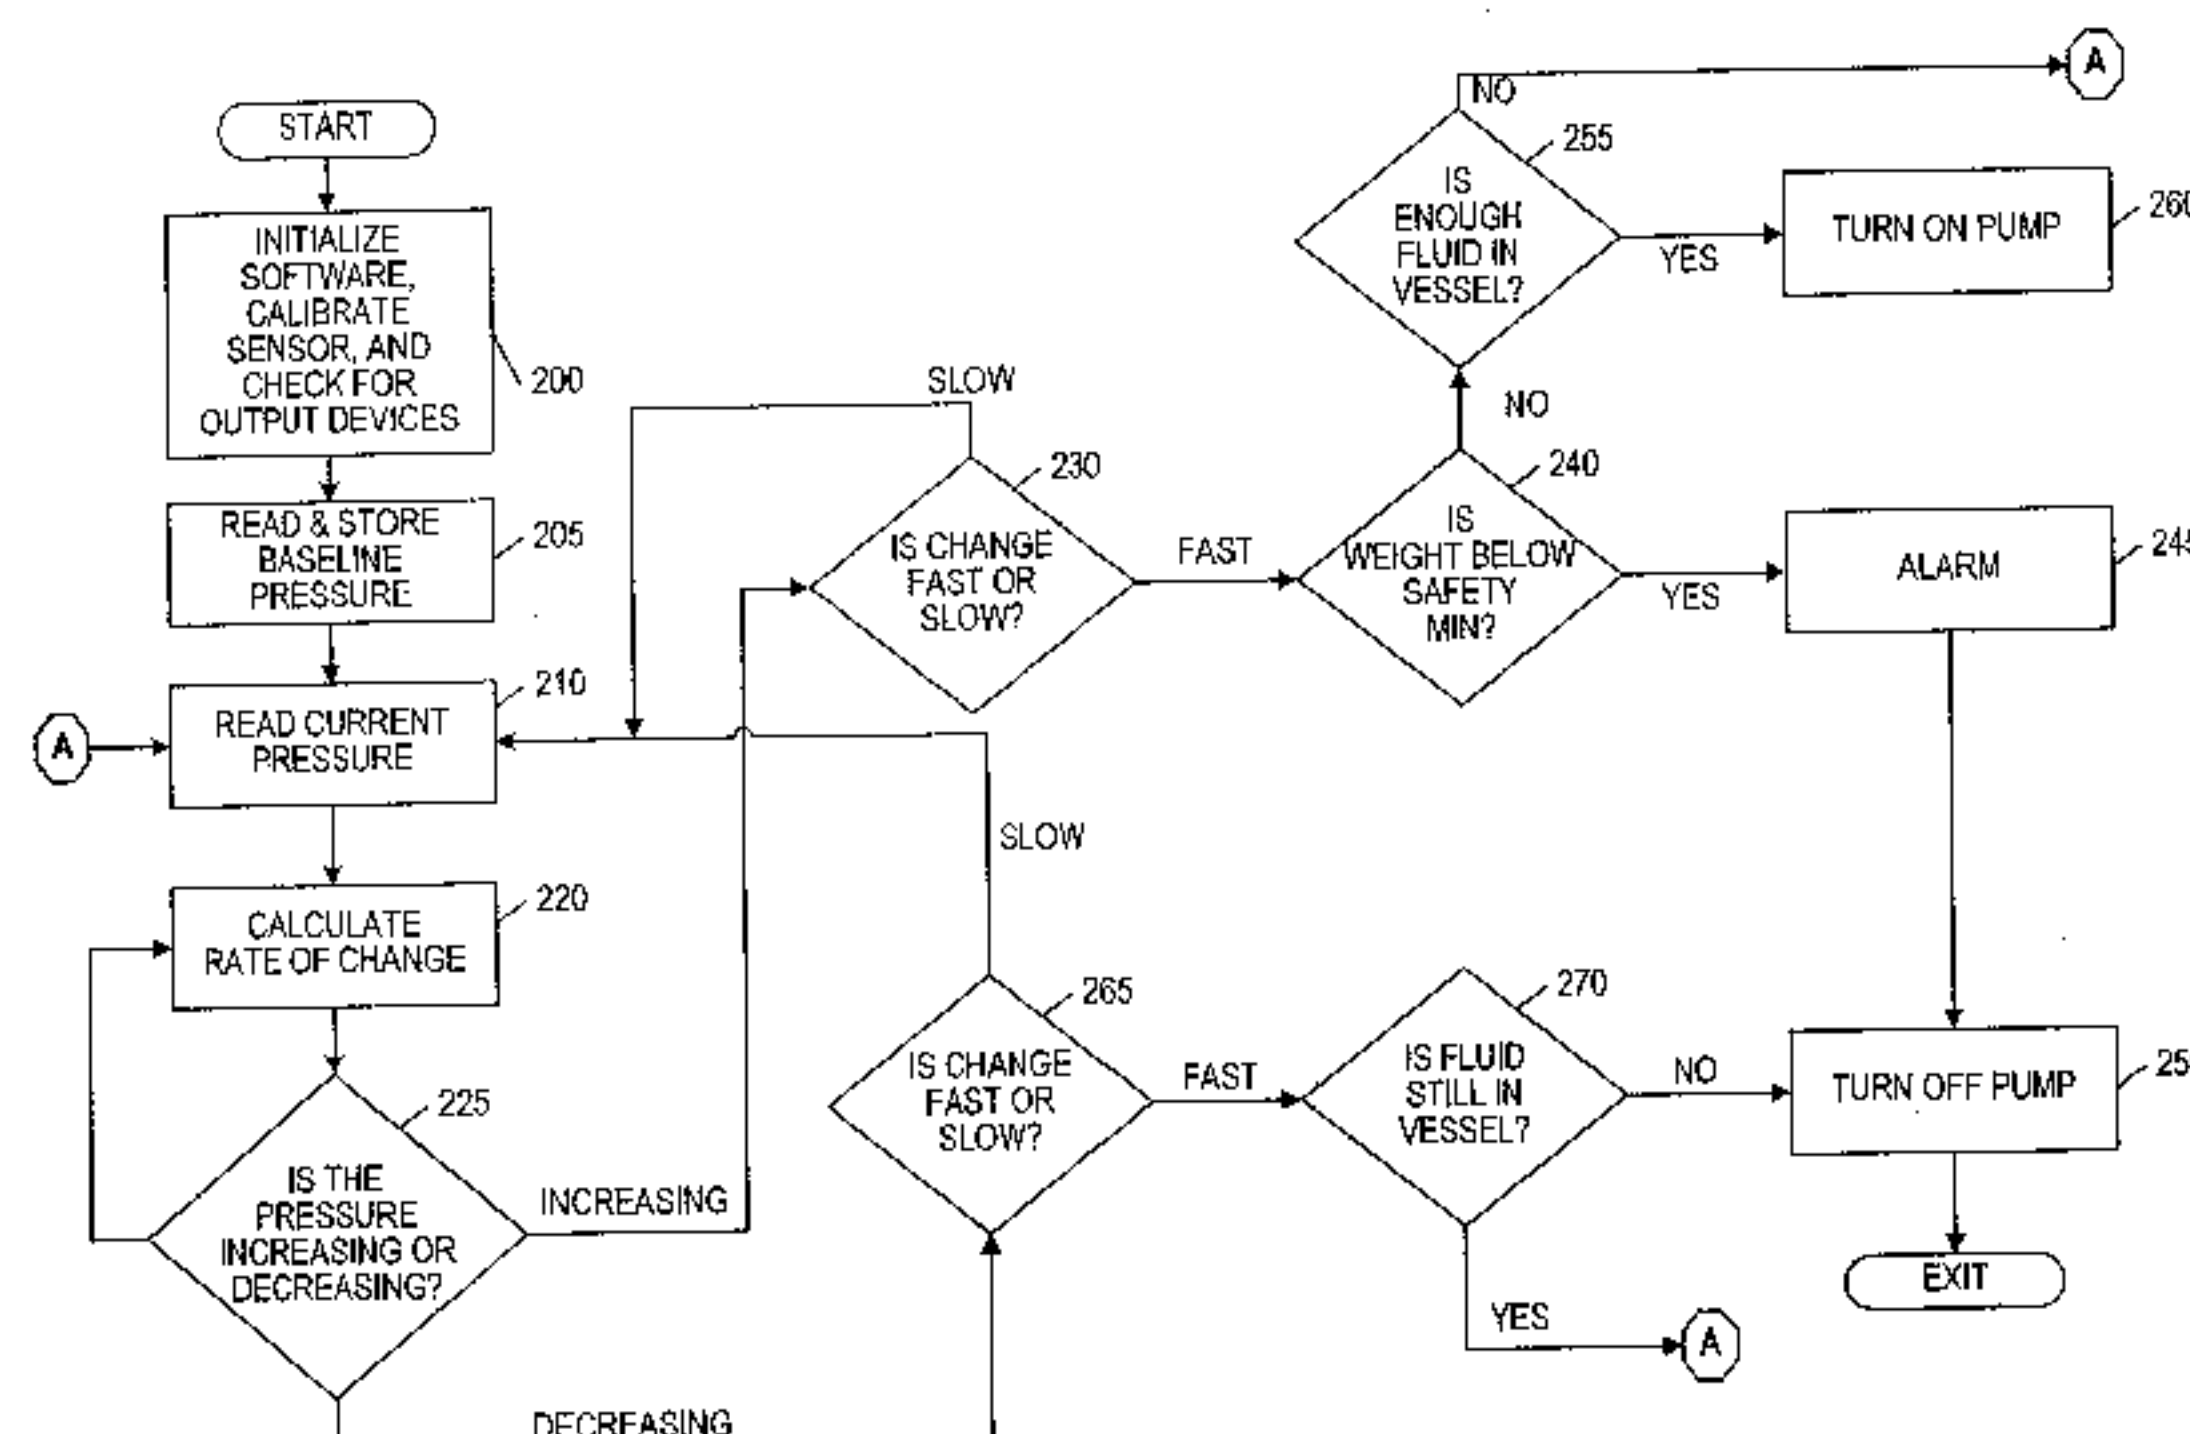 START
INITIALIZE
SOFTWARE,
CALIBRATE
SENSOR, AND
CHECK FOR
OUTPUT DEVICES
200
READ & STORE
BASELINE
PRESSURE
205
READ CURRENT
PRESSURE
210
A
CALCULATE
RATE OF CHANGE
220
IS THE
PRESSURE
INCREASING OR
DECREASING?
225
INCREASING
DECREASING
SLOW
IS CHANGE
FAST OR
SLOW?
230
FAST
IS
WEIGHT BELOW
SAFETY
MIN?
240
NO
YES
ALARM
245
IS
ENOUGH
FLUID IN
VESSEL?
255
NO
A
YES
TURN ON PUMP
260
SLOW
IS CHANGE
FAST OR
SLOW?
265
FAST
IS FLUID
STILL IN
VESSEL?
270
NO
TURN OFF PUMP
YES
A
EXIT